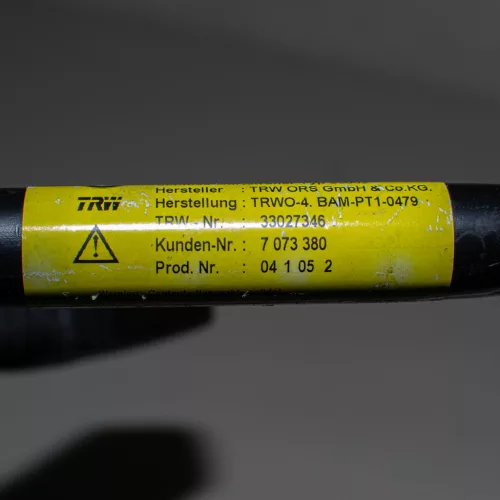 Hersteller : TRW ORS GmbH & Co.KG.
TRW Herstellung : TRWO-4. BAM-PT1-0479
TRW - Nr. : 33027346
Kunden-Nr. : 7 073 380
Prod. Nr. : 04 1 05 2